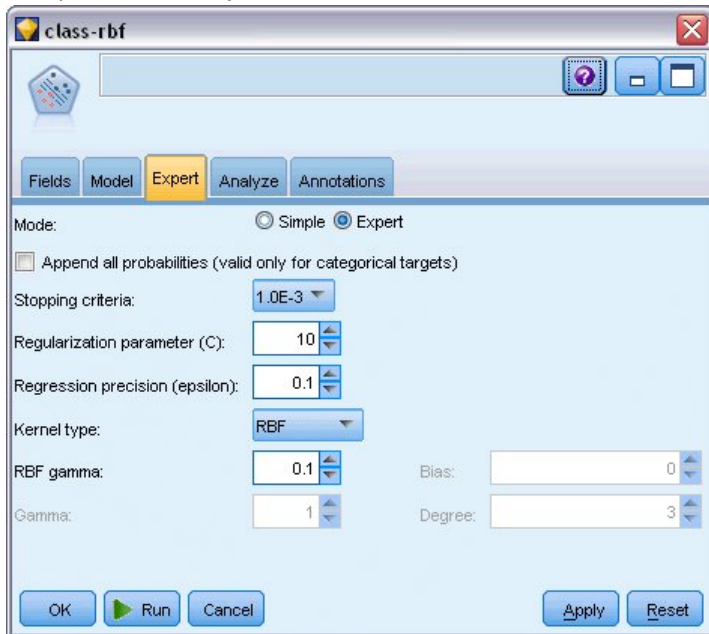 class-rbf
Fields Model Expert Analyze Annotations
Mode: Simple Expert
Append all probabilities (valid only for categorical targets)
Stopping criteria: 1.0E-3
Regularization parameter (C): 10
Regression precision (epsilon): 0.1
Kernel type: RBF
RBF gamma: 0.1 Bias: 0
Gamma: 1 Degree: 3
OK Run Cancel Apply Reset